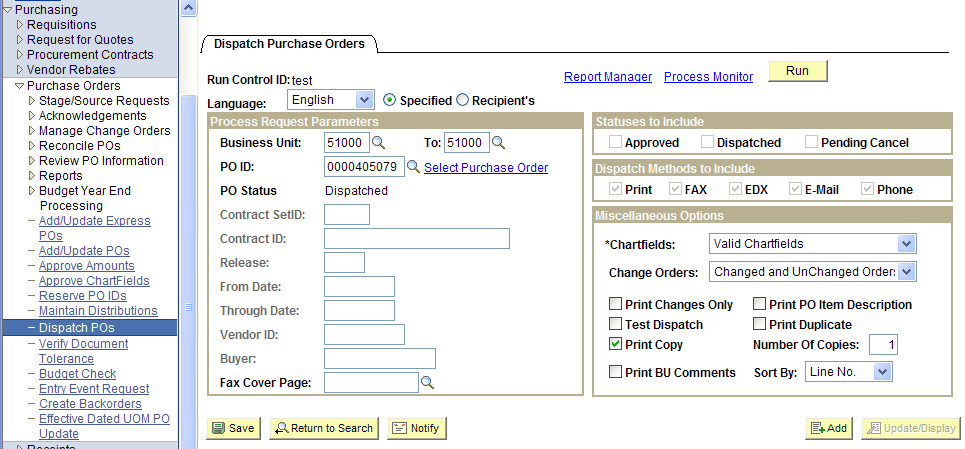 Purchasing
Requisitions
Request for Quotes
Procurement Contracts
Vendor Rebates
Purchase Orders
Stage/Source Requests
Acknowledgements
Manage Change Orders
Reconcile POs
Review PO Information
Reports
Budget Year End
Processing
Add/Update Express
POs
Add/Update POs
Approve Amounts
Approve ChartFields
Reserve PO IDs
Maintain Distributions
Dispatch POs
Verify Document
Tolerance
Budget Check
Entry Event Request
Create Backorders
Effective Dated UOM PO
Update
Receipts
Dispatch Purchase Orders
Run Control ID: test
Report Manager Process Monitor Run
Language: English Specified Recipient's
Process Request Parameters
Business Unit: 51000 To: 51000
PO ID: 0000405079 Select Purchase Order
PO Status Dispatched
Contract SetID:
Contract ID:
Release:
From Date:
Through Date:
Vendor ID:
Buyer:
Fax Cover Page:
Statuses to Include
Approved Dispatched Pending Cancel
Dispatch Methods to Include
Print FAX EDX E-Mail Phone
Miscellaneous Options
*Chartfields: Valid Chartfields
Change Orders: Changed and UnChanged Orders
Print Changes Only Print PO Item Description
Test Dispatch Print Duplicate
Print Copy Number Of Copies: 1
Print BU Comments Sort By: Line No.
Save Return to Search Notify Add Update/Display